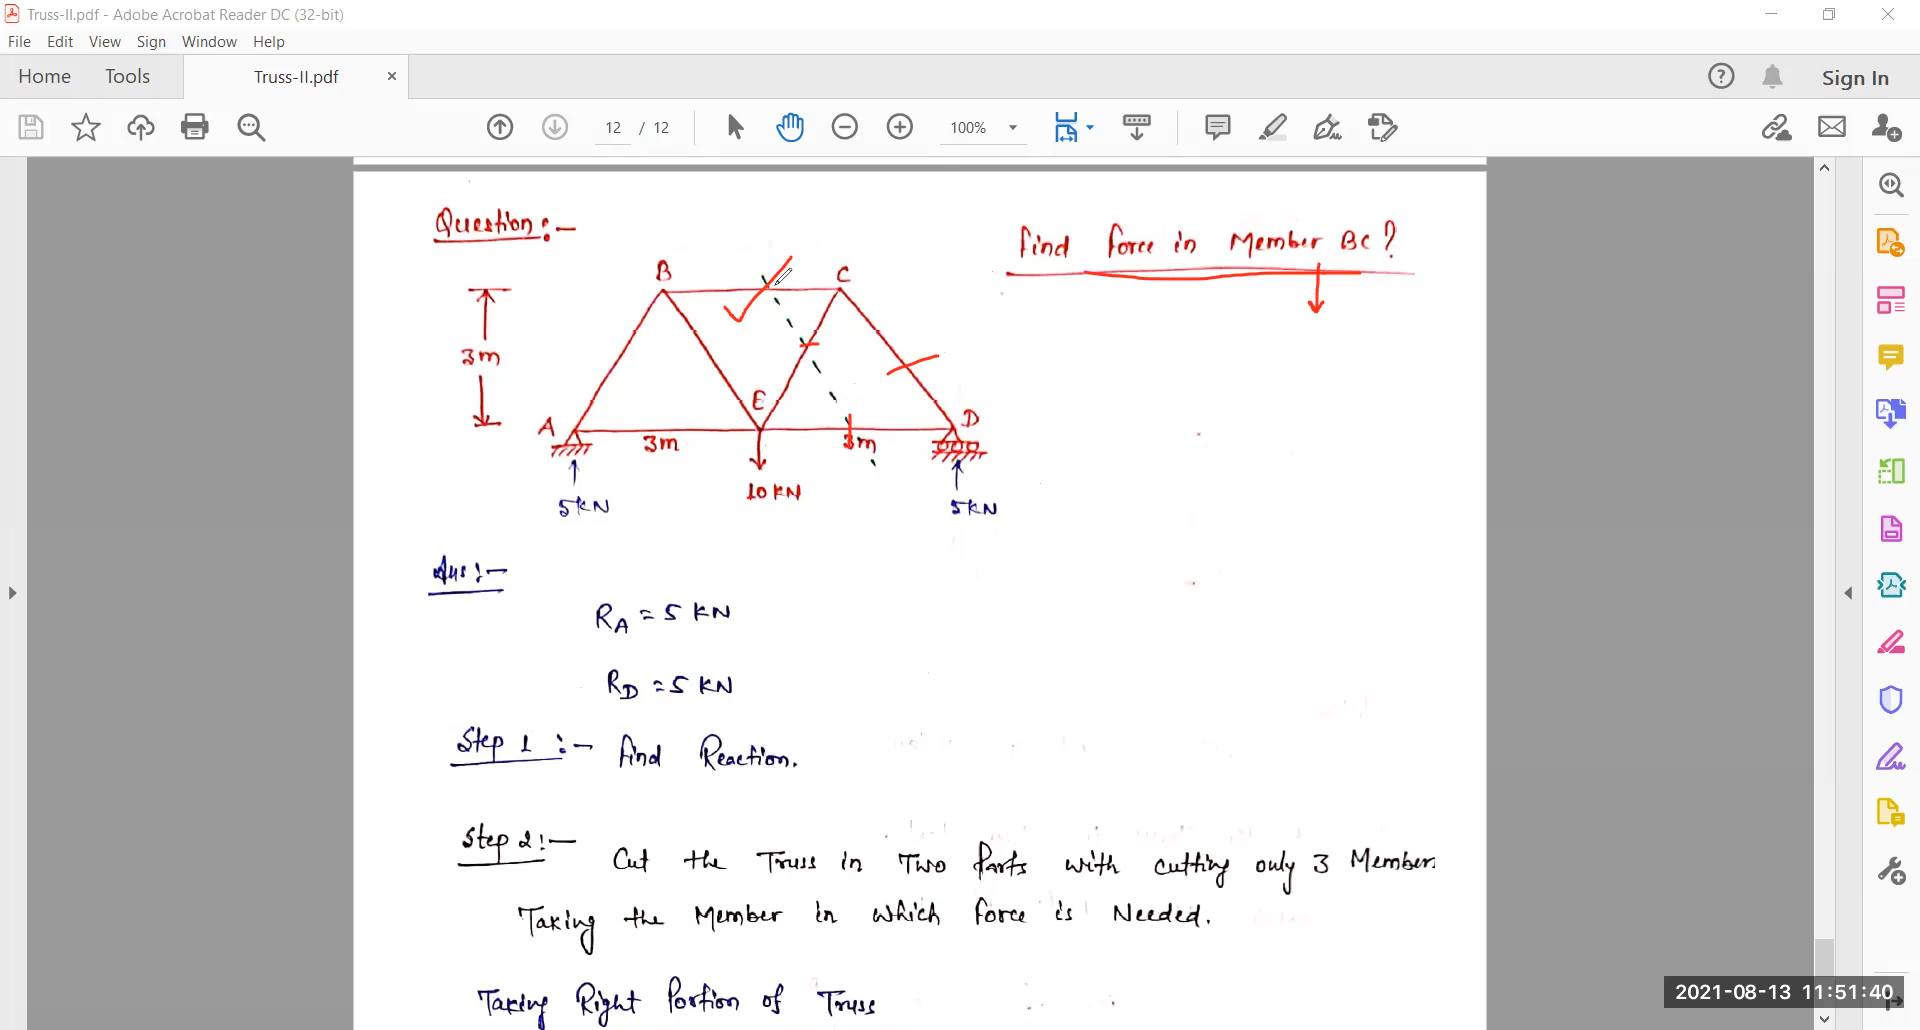 Truss-II.pdf - Adobe Acrobat Reader DC (32-bit)
File Edit View Sign Window Help
Home Tools Truss-II.pdf × Sign In
12 / 12 100%
Question:-
Find Force in Member BC?
B C
3m
E
A D
3m 3m
10 KN
5KN 5KN
Ans:-
RA = 5 KN
RD = 5 KN
Step 1 :- Find Reaction.
Step 2:- Cut the Truss in Two Parts with cutting only 3 Member
Taking the Member in which Force is Needed.
Taking Right Portion of Truss
2021-08-13 11:51:40